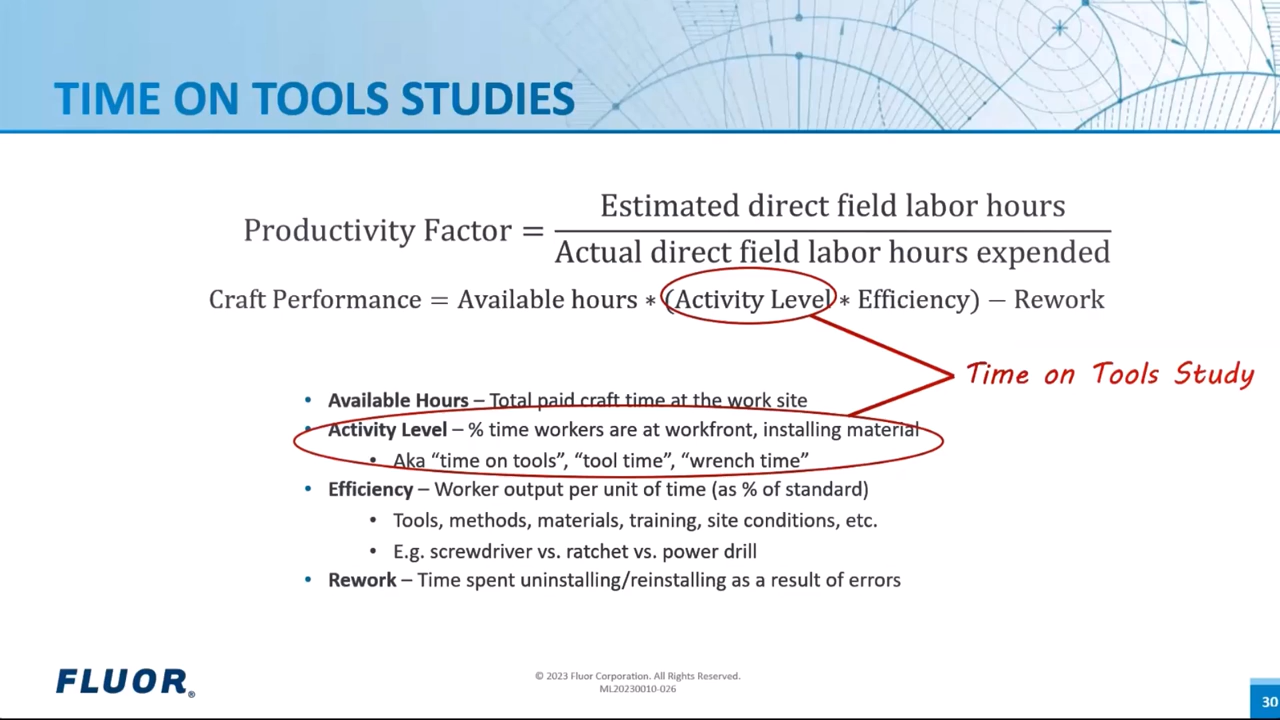 TIME ON TOOLS STUDIES
Productivity Factor = Estimated direct field labor hours
Actual direct field labor hours expended
Craft Performance = Available hours * (Activity Level * Efficiency) − Rework
Time on Tools Study
• Available Hours – Total paid craft time at the work site
• Activity Level – % time workers are at workfront, installing material
• Aka “time on tools”, “tool time”, “wrench time”
• Efficiency – Worker output per unit of time (as % of standard)
• Tools, methods, materials, training, site conditions, etc.
• E.g. screwdriver vs. ratchet vs. power drill
• Rework – Time spent uninstalling/reinstalling as a result of errors
FLUOR®
© 2023 Fluor Corporation. All Rights Reserved.
ML20230010-026
30